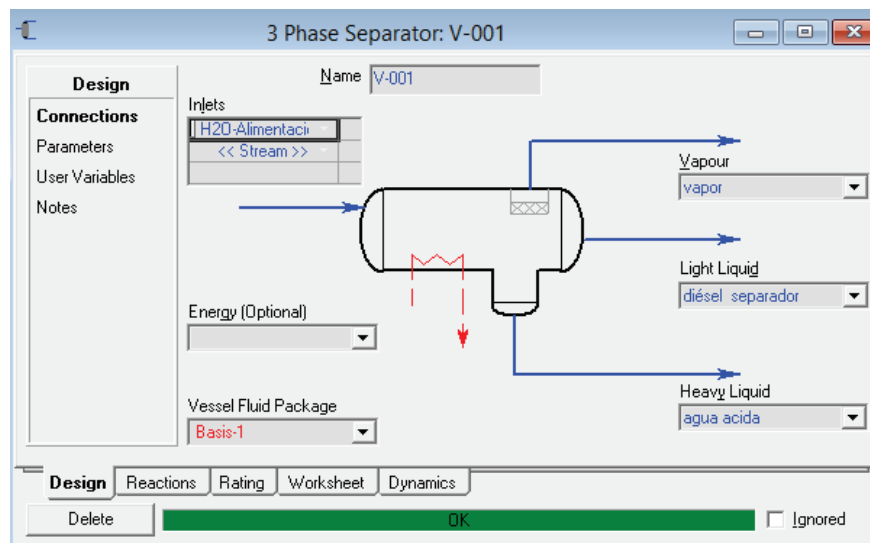 3 Phase Separator: V-001
Design
Connections
Parameters
User Variables
Notes
Name V-001
Inlets
H2O-Alimentaci
<< Stream >>
Energy (Optional)
Vessel Fluid Package
Basis-1
Vapour
vapor
Light Liquid
diésel separador
Heavy Liquid
agua acida
Design Reactions Rating Worksheet Dynamics
Delete OK Ignored